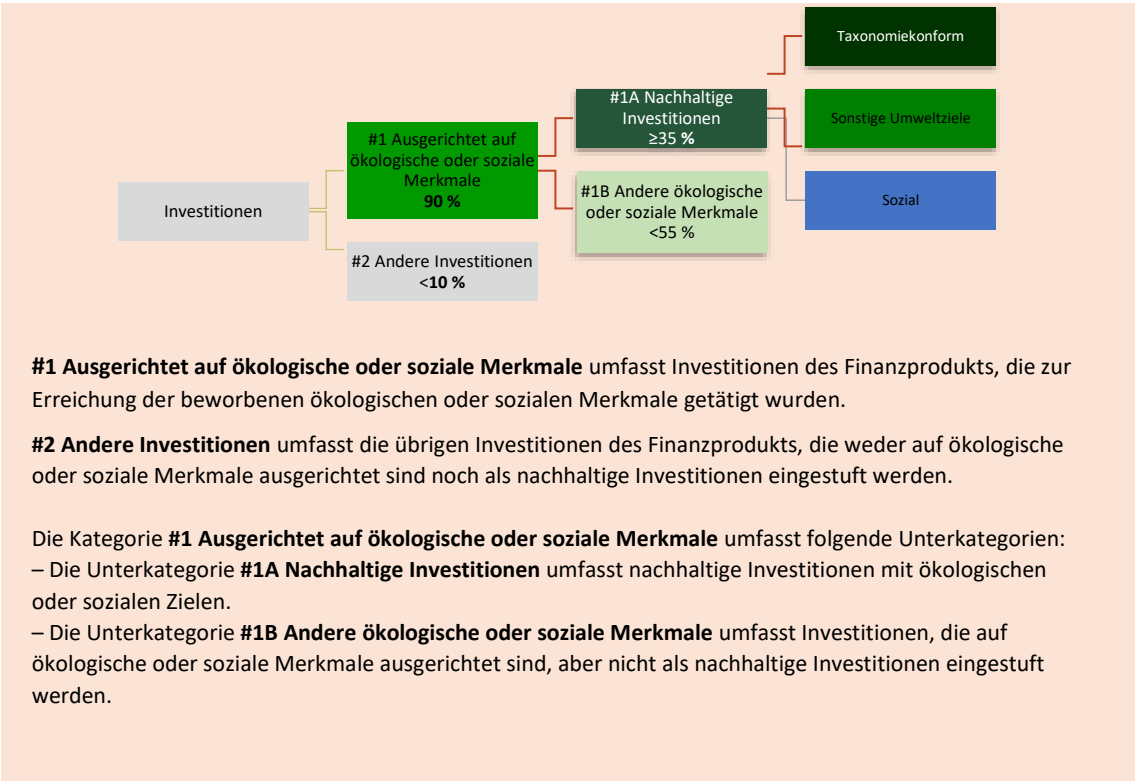 Taxonomiekonform
#1A Nachhaltige
Investitionen
≥35 %
Sonstige Umweltziele
#1 Ausgerichtet auf
ökologische oder soziale
Merkmale
90 %
#1B Andere ökologische
oder soziale Merkmale
<55 %
Sozial
Investitionen
#2 Andere Investitionen
<10 %
#1 Ausgerichtet auf ökologische oder soziale Merkmale umfasst Investitionen des Finanzprodukts, die zur
Erreichung der beworbenen ökologischen oder sozialen Merkmale getätigt wurden.
#2 Andere Investitionen umfasst die übrigen Investitionen des Finanzprodukts, die weder auf ökologische
oder soziale Merkmale ausgerichtet sind noch als nachhaltige Investitionen eingestuft werden.
Die Kategorie #1 Ausgerichtet auf ökologische oder soziale Merkmale umfasst folgende Unterkategorien:
– Die Unterkategorie #1A Nachhaltige Investitionen umfasst nachhaltige Investitionen mit ökologischen
oder sozialen Zielen.
– Die Unterkategorie #1B Andere ökologische oder soziale Merkmale umfasst Investitionen, die auf
ökologische oder soziale Merkmale ausgerichtet sind, aber nicht als nachhaltige Investitionen eingestuft
werden.